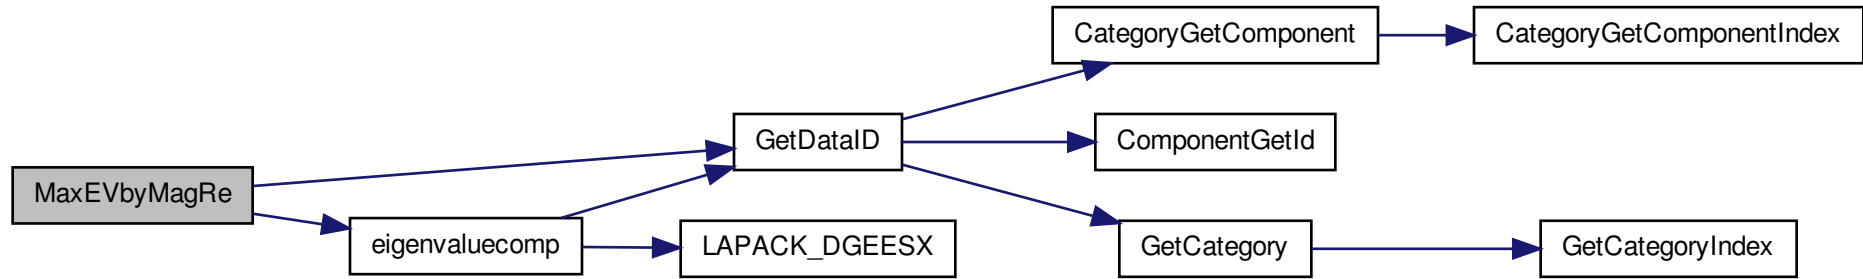 MaxEVbyMagRe
eigenvaluecomp
GetDataID
LAPACK_DGEESX
CategoryGetComponent
ComponentGetId
GetCategory
CategoryGetComponentIndex
GetCategoryIndex